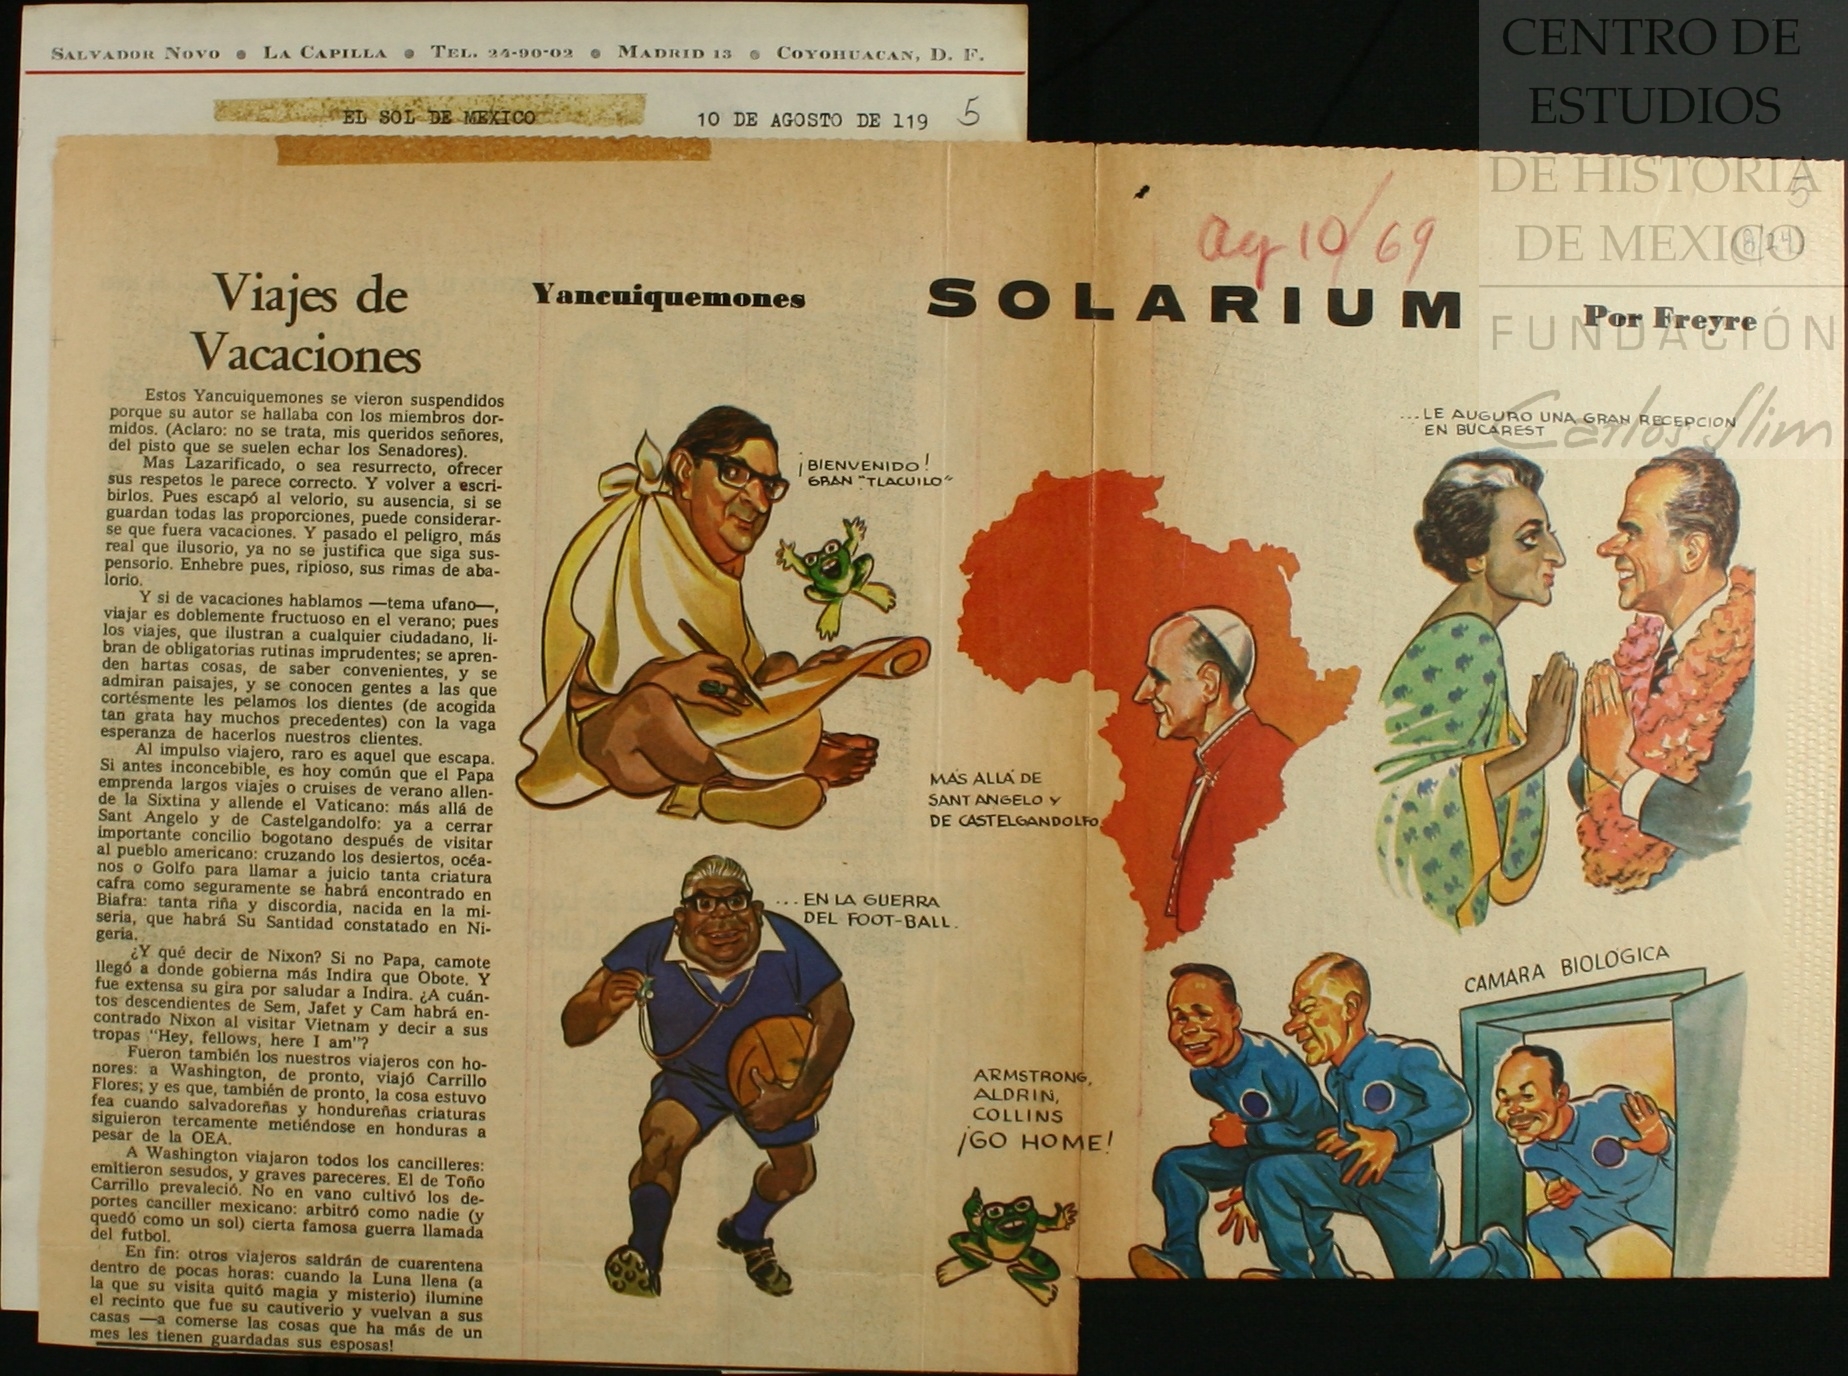 SALVADOR NOVO • LA CAPILLA • TEL. 24-90-02 • MADRID 13 • COYOHUACAN, D. F.
EL SOL DE MEXICO
10 DE AGOSTO DE 119
5
CENTRO DE
ESTUDIOS
DE HISTORIA
DE MEXICO
FUNDACIÓN
Carlos Slim
5
Ag 10/69
Viajes de
Vacaciones
Yancuiquemones
SOLARIUM
Por Freyre
Estos Yancuiquemones se vieron suspendidos
porque su autor se hallaba con los miembros dor-
midos. (Aclaro: no se trata, mis queridos señores,
del pisto que se suelen echar los Senadores).
Mas Lazarificado, o sea resurrecto, ofrecer
sus respetos le parece correcto. Y volver a escri-
birlos. Pues escapó al velorio, su ausencia, si se
guardan todas las proporciones, puede considerar-
se que fuera vacaciones. Y pasado el peligro, más
real que ilusorio, ya no se justifica que siga sus-
pensorio. Enhebre pues, ripioso, sus rimas de aba-
lorio.
Y si de vacaciones hablamos —tema ufano—,
viajar es doblemente fructuoso en el verano; pues
los viajes, que ilustran a cualquier ciudadano, li-
bran de obligatorias rutinas imprudentes; se apren-
den hartas cosas, de saber convenientes, y se
admiran paisajes, y se conocen gentes a las que
cortésmente les pelamos los dientes (de acogida
tan grata hay muchos precedentes) con la vaga
esperanza de hacerlos nuestros clientes.
Al impulso viajero, raro es aquel que escapa.
Si antes inconcebible, es hoy común que el Papa
emprenda largos viajes o cruises de verano allen-
de la Sixtina y allende el Vaticano: más allá de
Sant Angelo y de Castelgandolfo: ya a cerrar
importante concilio bogotano después de visitar
al pueblo americano: cruzando los desiertos, océa-
nos o Golfo para llamar a juicio tanta criatura
cafra como seguramente se habrá encontrado en
Biafra: tanta riña y discordia, nacida en la mi-
seria, que habrá Su Santidad constatado en Ni-
geria.
¿Y qué decir de Nixon? Si no Papa, camote
llegó a donde gobierna más Indira que Obote. Y
fue extensa su gira por saludar a Indira. ¿A cuán-
tos descendientes de Sem, Jafet y Cam habrá en-
contrado Nixon al visitar Vietnam y decir a sus
tropas "Hey, fellows, here I am"?
Fueron también los nuestros viajeros con ho-
nores: a Washington, de pronto, viajó Carrillo
Flores; y es que, también de pronto, la cosa estuvo
fea cuando salvadoreñas y hondureñas criaturas
siguieron tercamente metiéndose en honduras a
pesar de la OEA.
A Washington viajaron todos los cancilleres:
emitieron sesudos, y graves pareceres. El de Toño
Carrillo prevaleció. No en vano cultivó los de-
portes canciller mexicano: arbitró como nadie (y
quedó como un sol) cierta famosa guerra llamada
del futbol.
En fin: otros viajeros saldrán de cuarentena
dentro de pocas horas: cuando la Luna llena (a
la que su visita quitó magia y misterio) ilumine
el recinto que fue su cautiverio y vuelvan a sus
casas —a comerse las cosas que ha más de un
mes les tienen guardadas sus esposas!
¡BIENVENIDO!
GRAN "TLACUILO"
MÁS ALLÁ DE
SANT ANGELO Y
DE CASTELGANDOLFO
...LE AUGURO UNA GRAN RECEPCION
EN BUCAREST
...EN LA GUERRA
DEL FOOT-BALL.
ARMSTRONG,
ALDRIN,
COLLINS
¡GO HOME!
CAMARA BIOLÓGICA